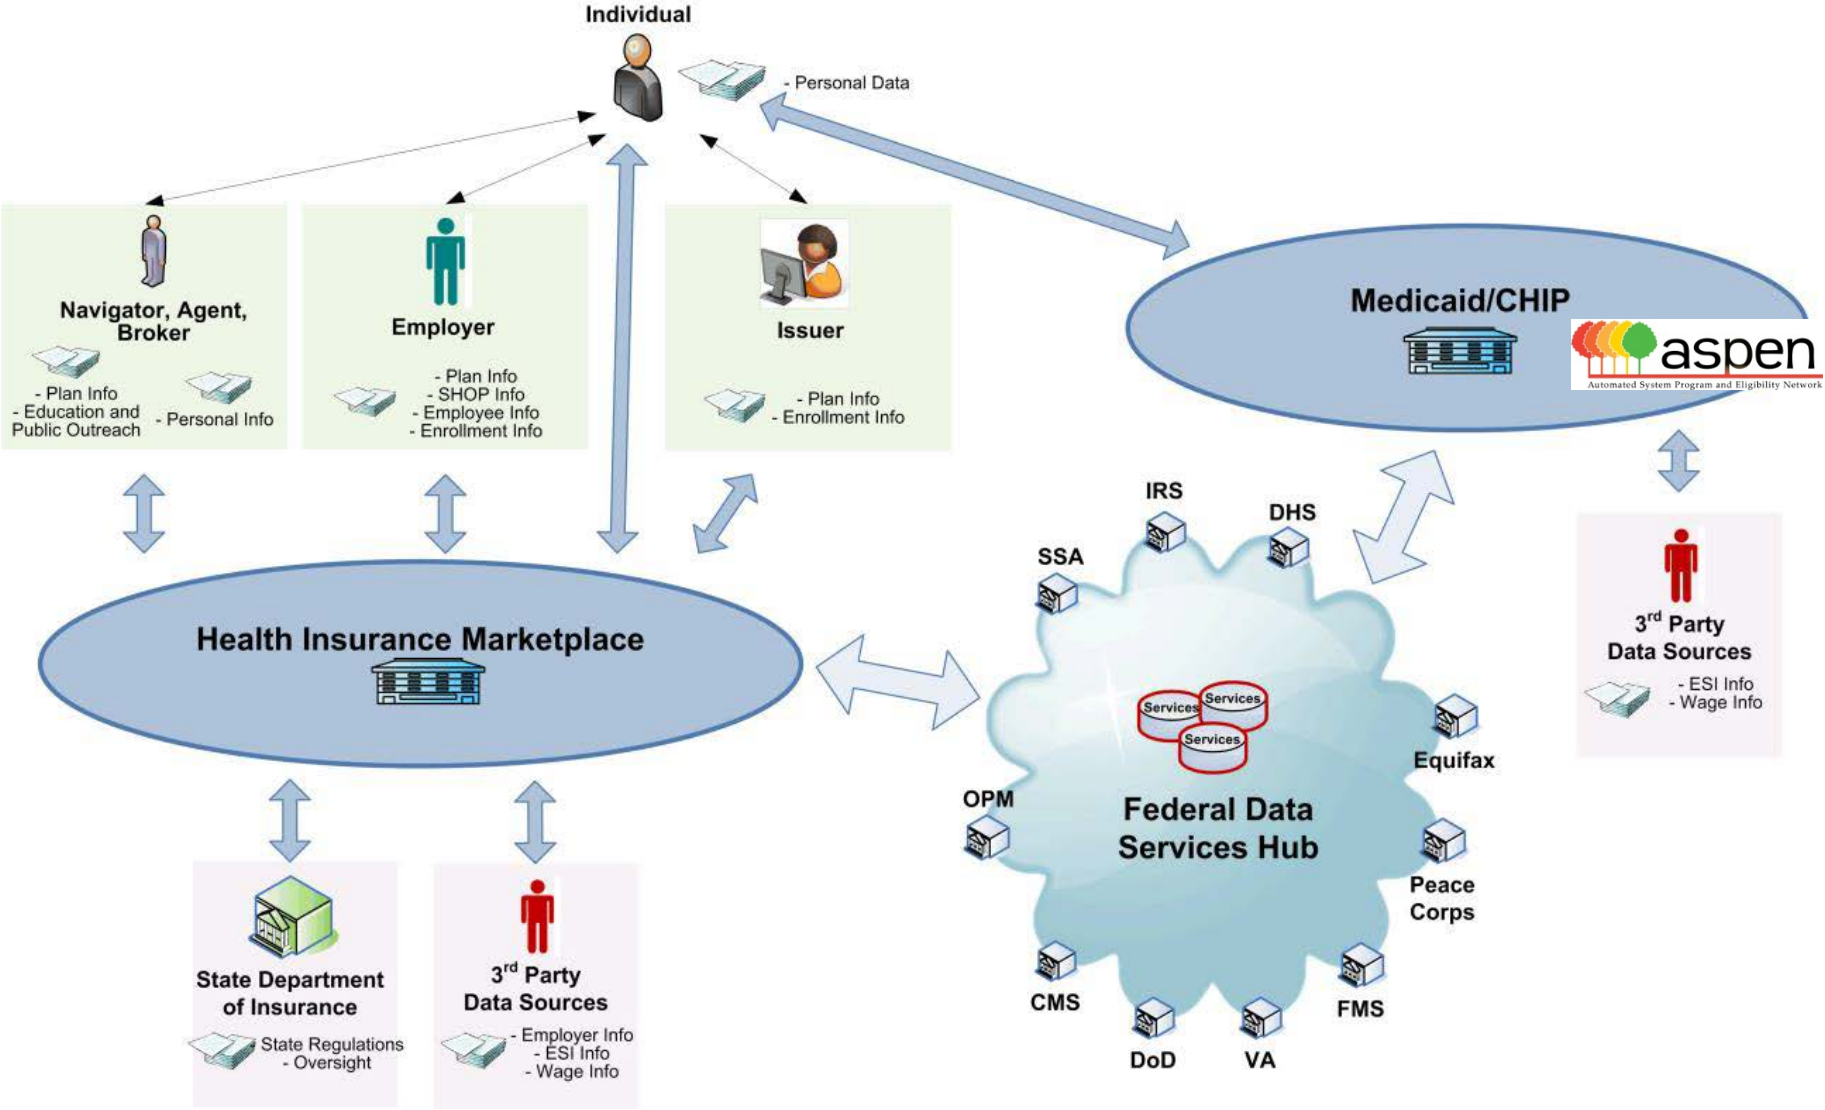 Individual
- Personal Data
Navigator, Agent,
Broker
- Plan Info
- Education and
Public Outreach
- Personal Info
Employer
- Plan Info
- SHOP Info
- Employee Info
- Enrollment Info
Issuer
- Plan Info
- Enrollment Info
Medicaid/CHIP
aspen
Automated System Program and Eligibility Network
Health Insurance Marketplace
IRS
DHS
SSA
3rd Party
Data Sources
- ESI Info
- Wage Info
Services
Services
Services
Equifax
OPM
Federal Data
Services Hub
Peace
Corps
CMS
FMS
DoD
VA
State Department
of Insurance
State Regulations
- Oversight
3rd Party
Data Sources
- Employer Info
- ESI Info
- Wage Info